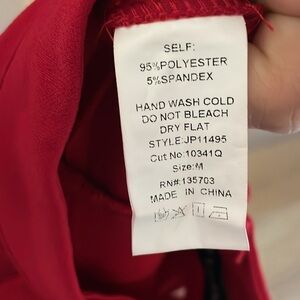 SELF:
95%POLYESTER
5%SPANDEX
HAND WASH COLD
DO NOT BLEACH
DRY FLAT
STYLE:JP11495
Cut No:10341Q
Size:M
RN#:135703
MADE IN CHINA